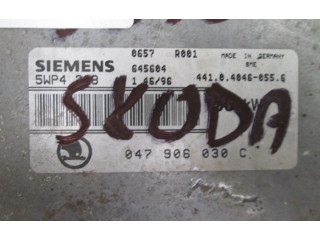 0657 R001 MADE IN GERMANY
SIEMENS 645604 BME
5WP4 1.46/96 441.0.4046-055.6
SKODA
047 906 030 C